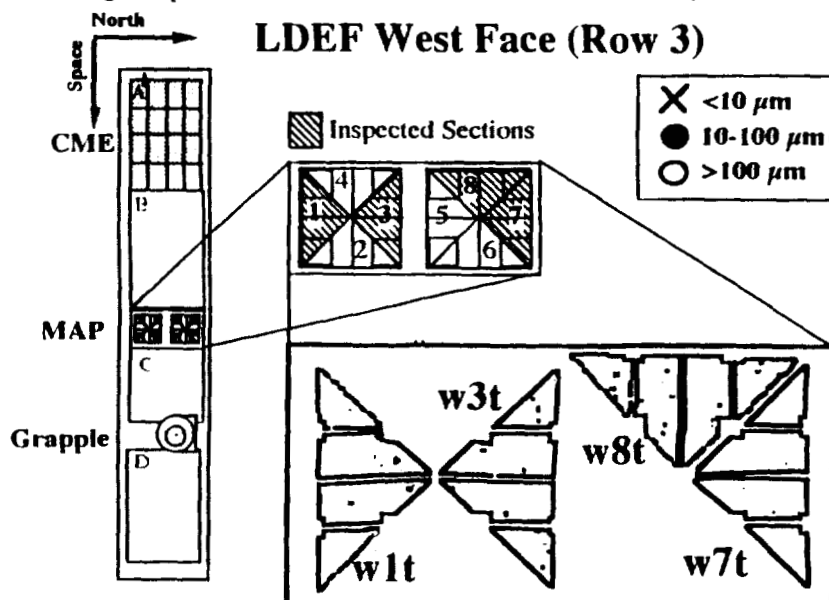 North
LDEF West Face (Row 3)
Space
A
<10 μm
10-100 μm
>100 μm
CME
Inspected Sections
4
8
1
3
5
7
2
6
B
MAP
C
w3t
Grapple
w8t
D
w1t
w7t